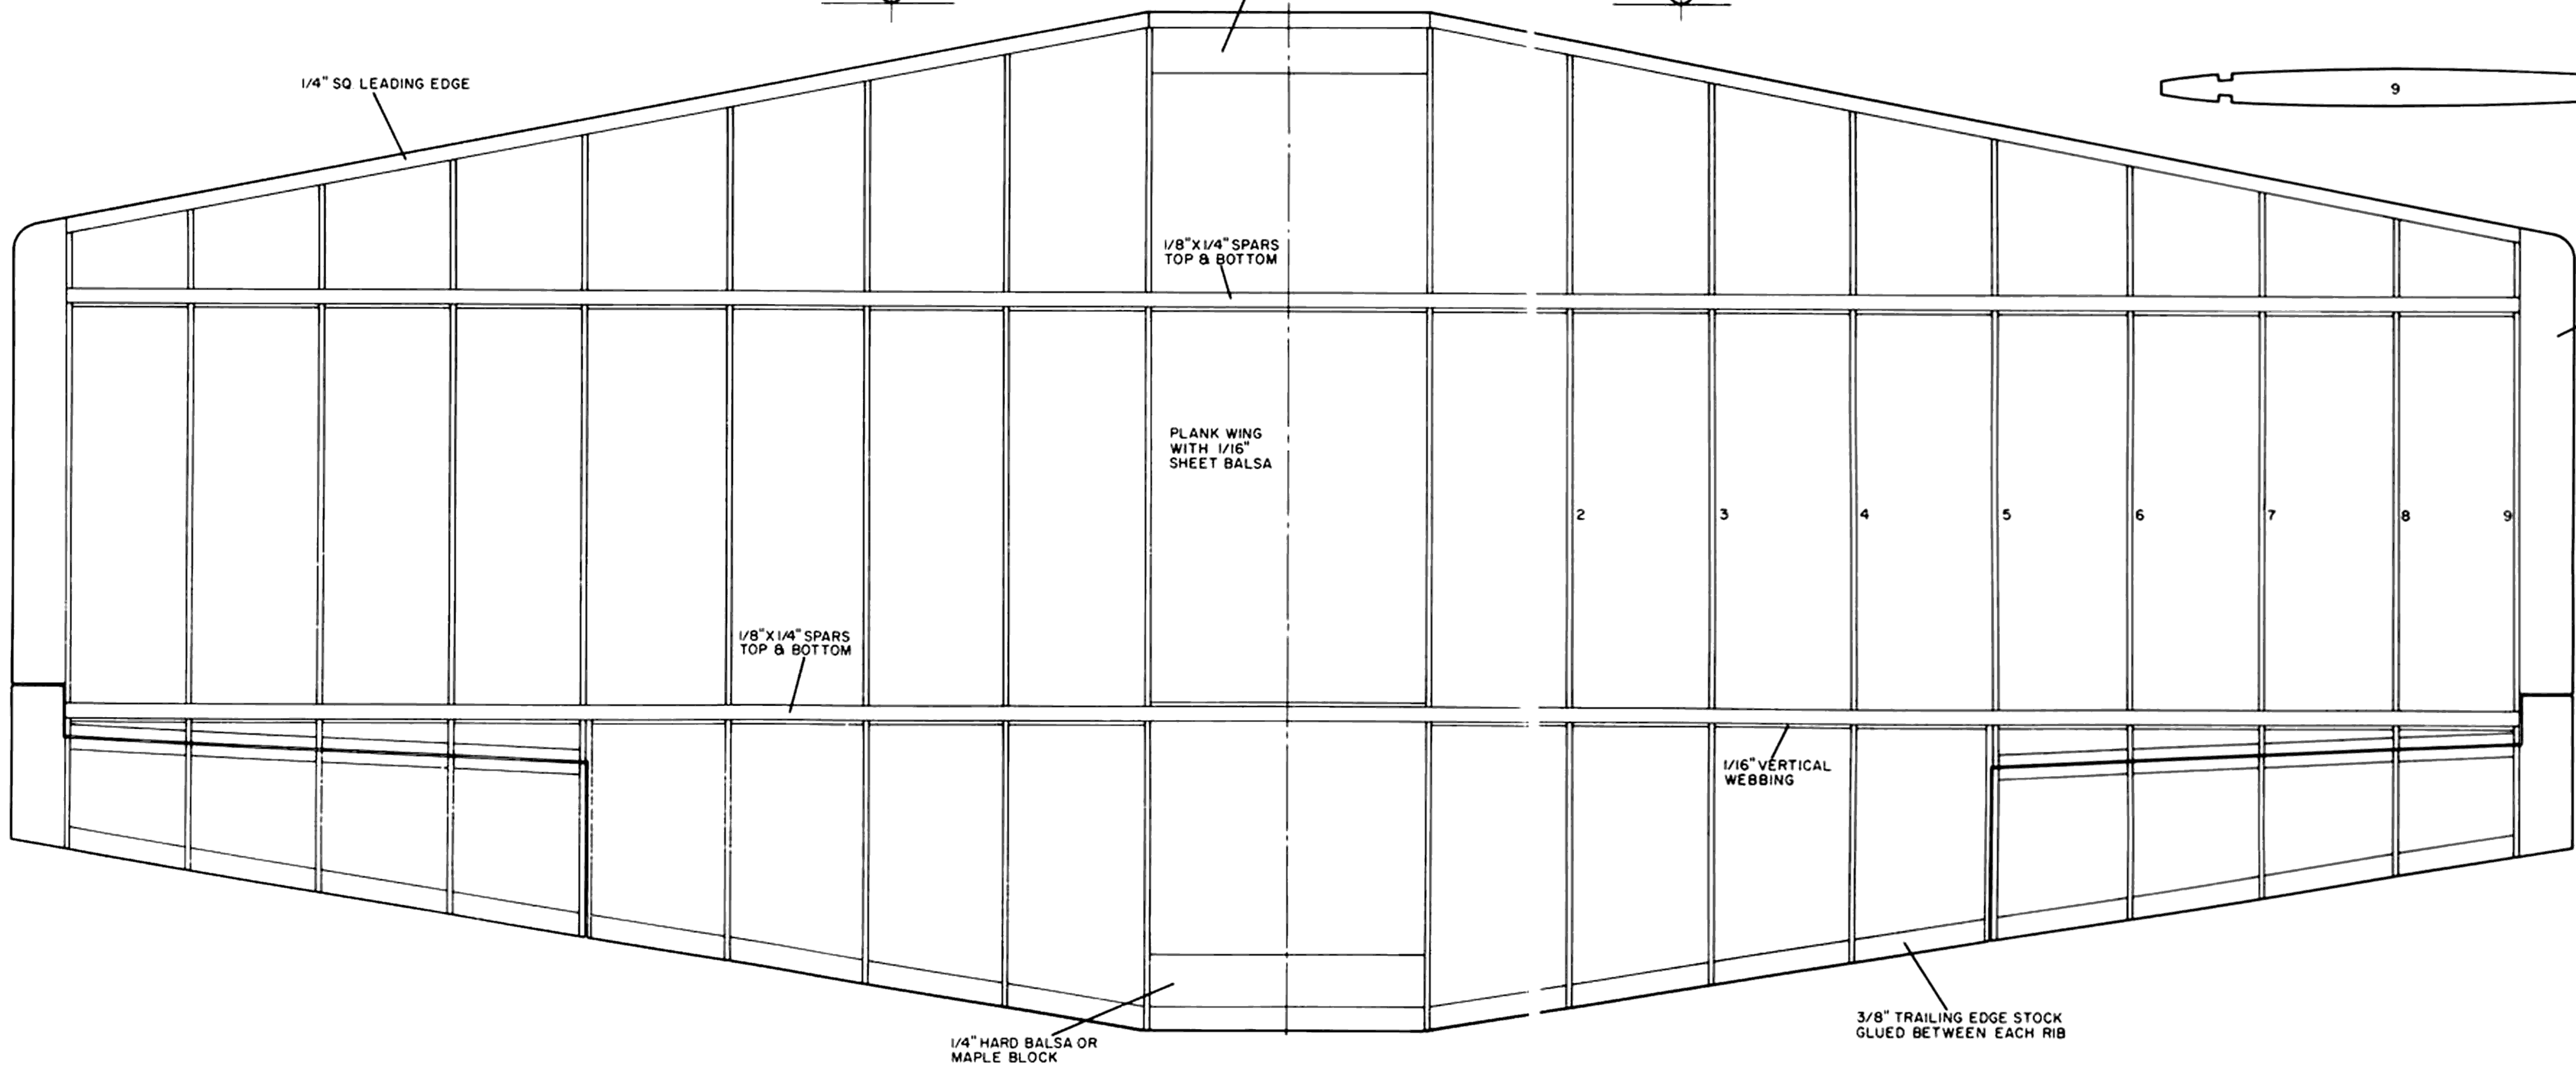 1/4" SQ. LEADING EDGE
9
1/8"X1/4" SPARS
TOP & BOTTOM
PLANK WING
WITH 1/16"
SHEET BALSA
2
3
4
5
6
7
8
9
1/8"X1/4" SPARS
TOP & BOTTOM
1/16" VERTICAL
WEBBING
1/4" HARD BALSA OR
MAPLE BLOCK
3/8" TRAILING EDGE STOCK
GLUED BETWEEN EACH RIB